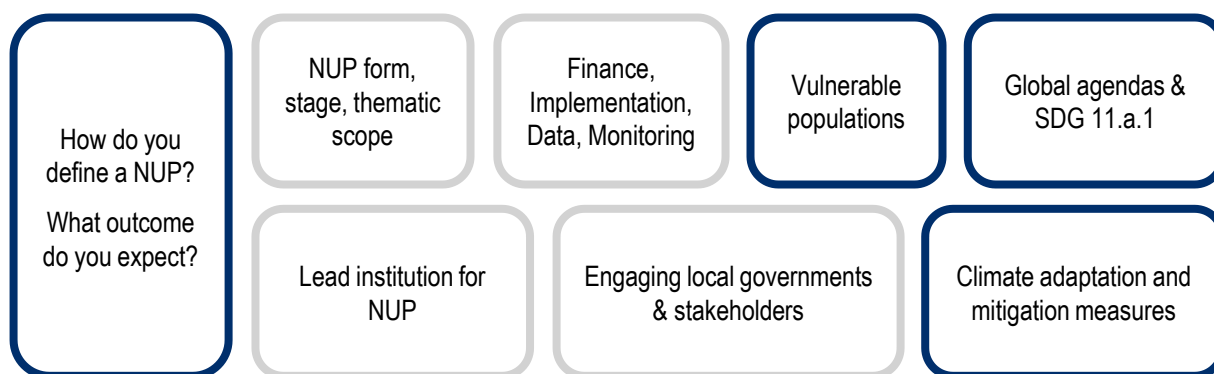 How do you
define a NUP?
What outcome
do you expect?
NUP form,
stage, thematic
scope
Finance,
Implementation,
Data, Monitoring
Vulnerable
populations
Global agendas &
SDG 11.a.1
Lead institution for
NUP
Engaging local governments
& stakeholders
Climate adaptation and
mitigation measures